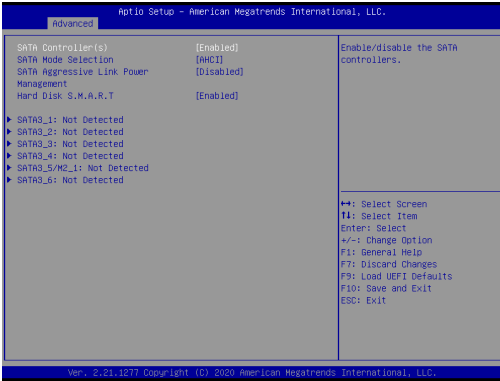 Aptio Setup – American Megatrends International, LLC.
Advanced
SATA Controller(s) [Enabled]
SATA Mode Selection [AHCI]
SATA Aggressive Link Power [Disabled]
Management
Hard Disk S.M.A.R.T [Enabled]
SATA3_1: Not Detected
SATA3_2: Not Detected
SATA3_3: Not Detected
SATA3_4: Not Detected
SATA3_5/M2_1: Not Detected
SATA3_6: Not Detected
Enable/disable the SATA
controllers.
↔: Select Screen
↑↓: Select Item
Enter: Select
+/-: Change Option
F1: General Help
F7: Discard Changes
F9: Load UEFI Defaults
F10: Save and Exit
ESC: Exit
Ver. 2.21.1277 Copyright (C) 2020 American Megatrends International, LLC.